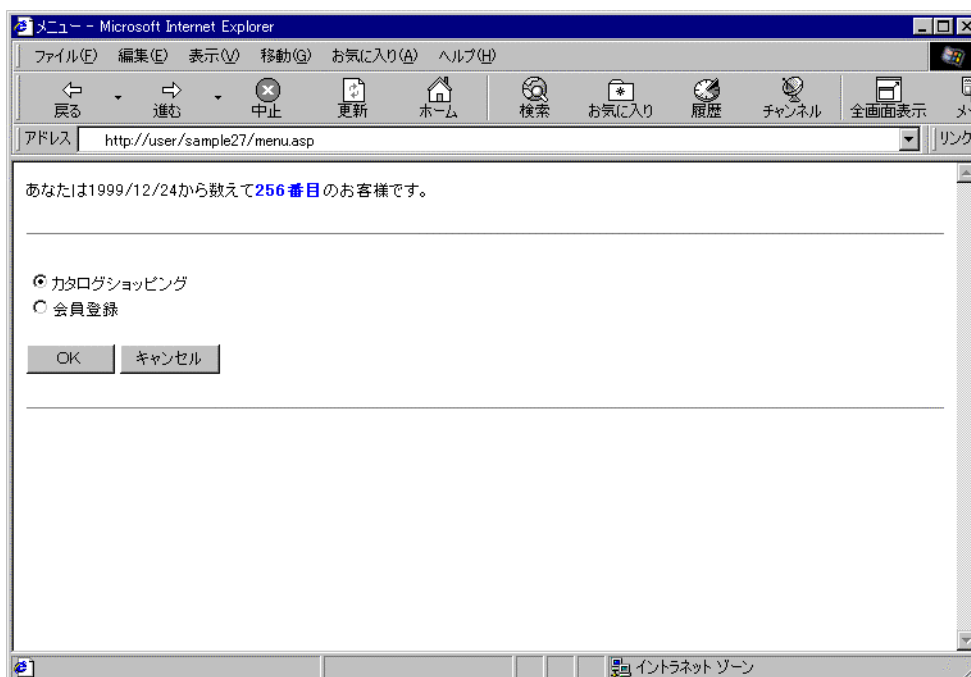 メニュー - Microsoft Internet Explorer
ファイル(F) 編集(E) 表示(V) 移動(G) お気に入り(A) ヘルプ(H)
戻る 進む 中止 更新 ホーム 検索 お気に入り 履歴 チャンネル 全画面表示
アドレス http://user/sample27/menu.asp リンク
あなたは1999/12/24から数えて256番目のお客様です。
カタログショッピング
会員登録
OK キャンセル
イントラネット ゾーン